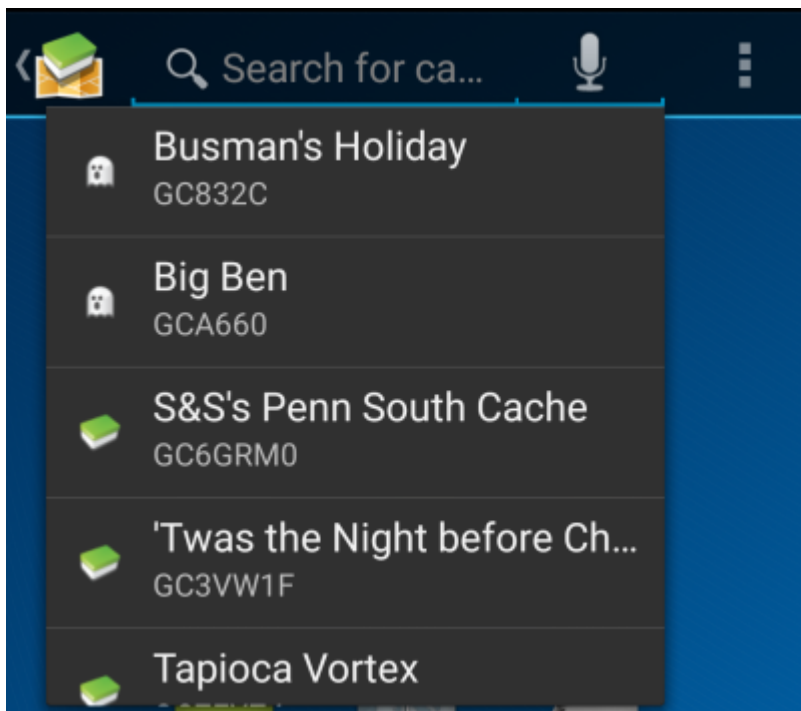 Search for ca...
Busman's Holiday
GC832C
Big Ben
GCA660
S&S's Penn South Cache
GC6GRM0
'Twas the Night before Ch...
GC3VW1F
Tapioca Vortex